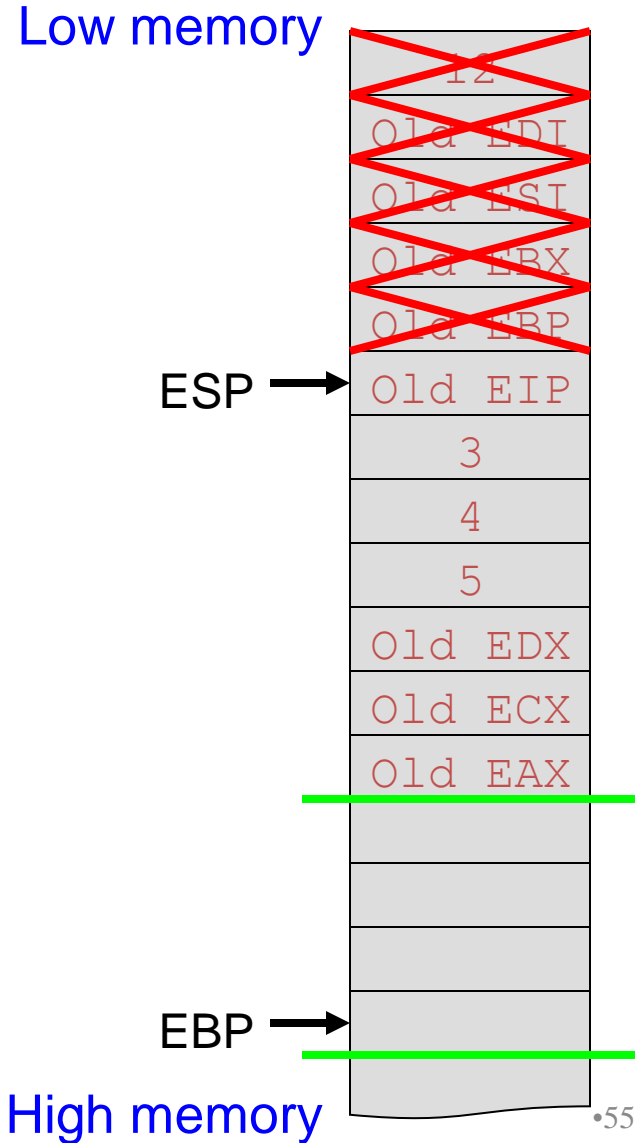 Low memory
12
Old EDI
Old ESI
Old EBX
Old EBP
ESP
Old EIP
3
4
5
Old EDX
Old ECX
Old EAX
EBP
High memory
•55